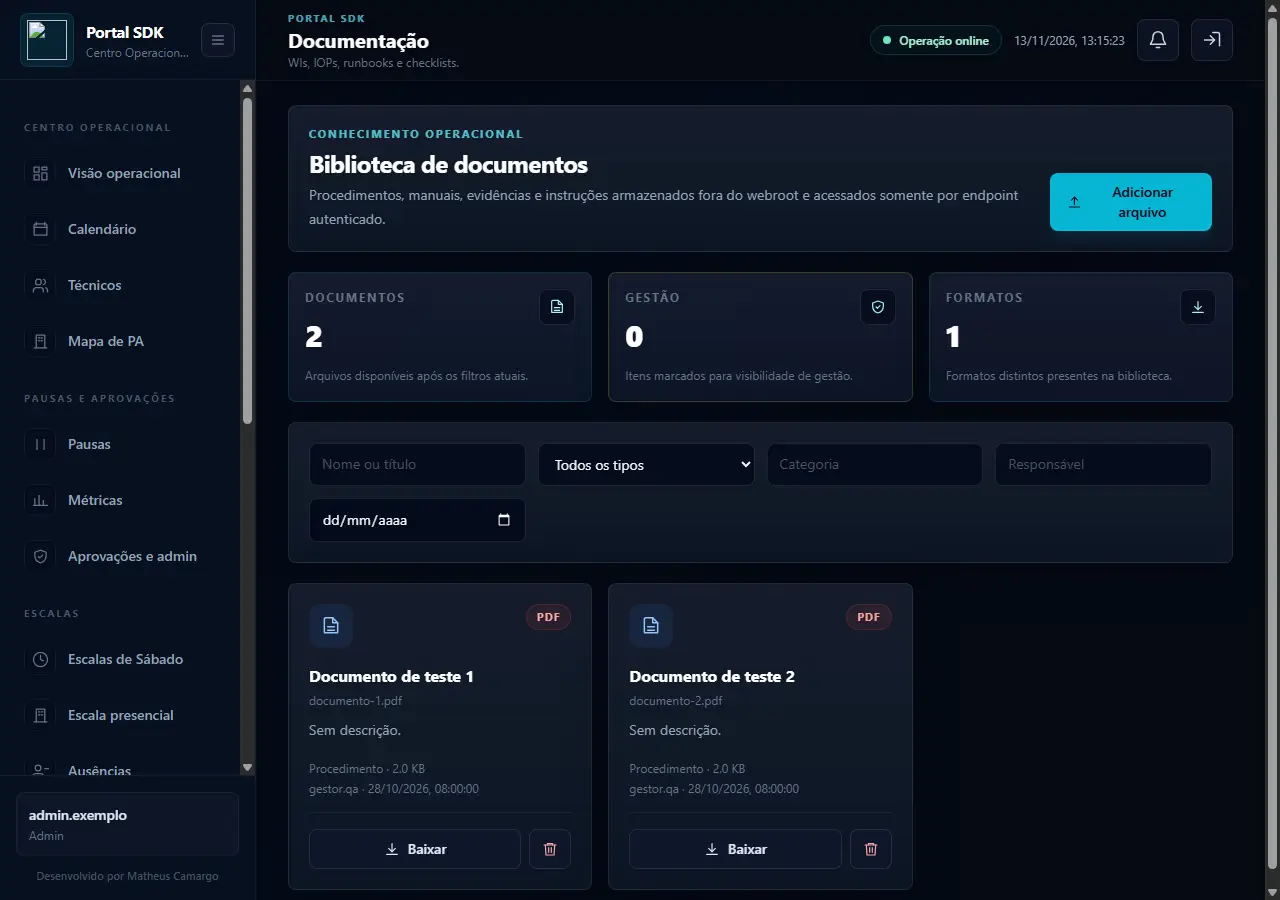 Portal SDK
Centro Operacion...
CENTRO OPERACIONAL
Visão operacional
Calendário
Técnicos
Mapa de PA
PAUSAS E APROVAÇÕES
Pausas
Métricas
Aprovações e admin
ESCALAS
Escalas de Sábado
Escala presencial
Ausências
admin.exemplo
Admin
Desenvolvido por Matheus Camargo
PORTAL SDK
Documentação
WIs, IOPs, runbooks e checklists.
Operação online
13/11/2026, 13:15:23
CONHECIMENTO OPERACIONAL
Biblioteca de documentos
Procedimentos, manuais, evidências e instruções armazenados fora do webroot e acessados somente por endpoint
autenticado.
Adicionar
arquivo
DOCUMENTOS
2
Arquivos disponíveis após os filtros atuais.
GESTÃO
0
Itens marcados para visibilidade de gestão.
FORMATOS
1
Formatos distintos presentes na biblioteca.
Nome ou título
Todos os tipos
Categoria
Responsável
dd/mm/aaaa
PDF
Documento de teste 1
documento-1.pdf
Sem descrição.
Procedimento · 2.0 KB
gestor.qa · 28/10/2026, 08:00:00
Baixar
PDF
Documento de teste 2
documento-2.pdf
Sem descrição.
Procedimento · 2.0 KB
gestor.qa · 28/10/2026, 08:00:00
Baixar